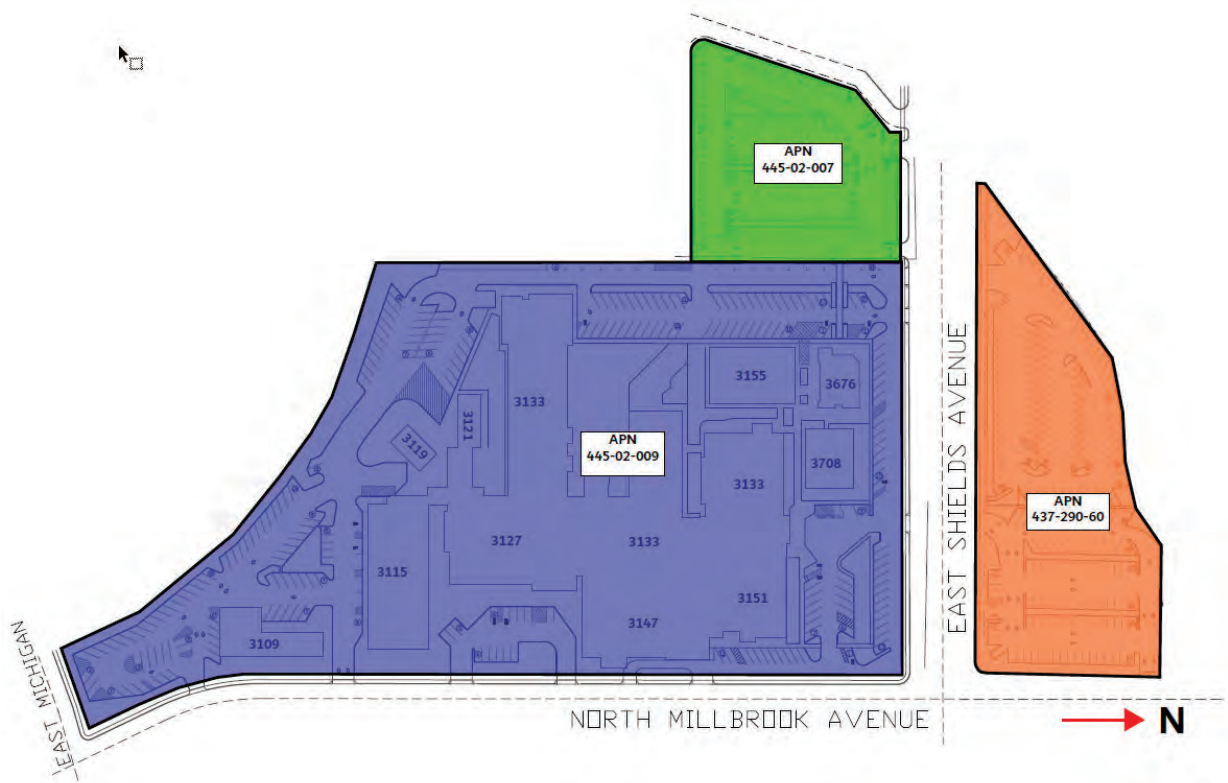 APN
445-02-007
3155
3676
3133
3121
APN
445-02-009
3119
3708
3133
EAST SHIELDS AVENUE
APN
437-290-60
3127
3133
3115
3151
3147
3109
EAST MICHIGAN
NORTH MILLBROOK AVENUE
N